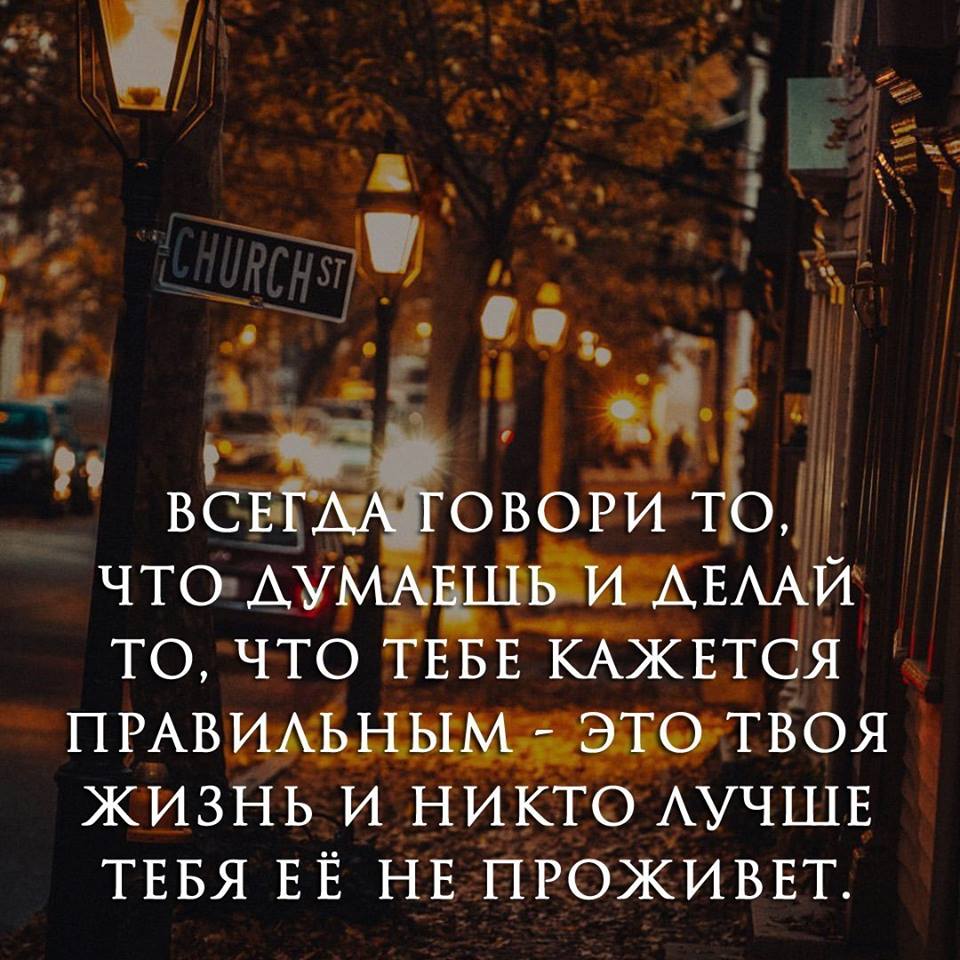 CHURCH ST
ВСЕГДА ГОВОРИ ТО,
ЧТО ДУМАЕШЬ И ДЕЛАЙ
ТО, ЧТО ТЕБЕ КАЖЕТСЯ
ПРАВИЛЬНЫМ - ЭТО ТВОЯ
ЖИЗНЬ И НИКТО ЛУЧШЕ
ТЕБЯ ЕЁ НЕ ПРОЖИВЕТ.